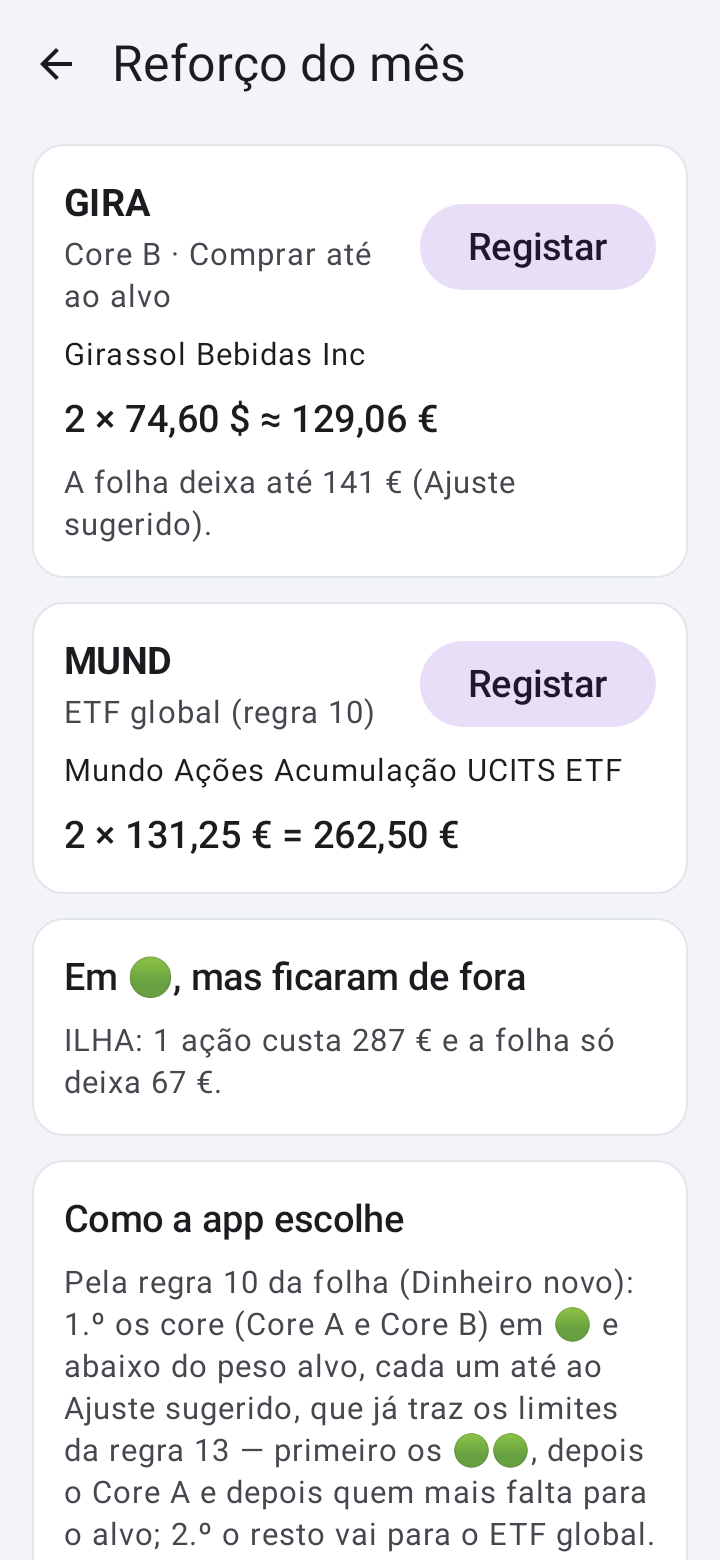 Reforço do mês
GIRA
Core B · Comprar até
ao alvo
Registar
Girassol Bebidas Inc
2 × 74,60 $ ≈ 129,06 €
A folha deixa até 141 € (Ajuste
sugerido).
MUND
ETF global (regra 10)
Registar
Mundo Ações Acumulação UCITS ETF
2 × 131,25 € = 262,50 €
Em 🟢, mas ficaram de fora
ILHA: 1 ação custa 287 € e a folha só
deixa 67 €.
Como a app escolhe
Pela regra 10 da folha (Dinheiro novo):
1.º os core (Core A e Core B) em 🟢 e
abaixo do peso alvo, cada um até ao
Ajuste sugerido, que já traz os limites
da regra 13 — primeiro os 🟢🟢, depois
o Core A e depois quem mais falta para
o alvo; 2.º o resto vai para o ETF global.